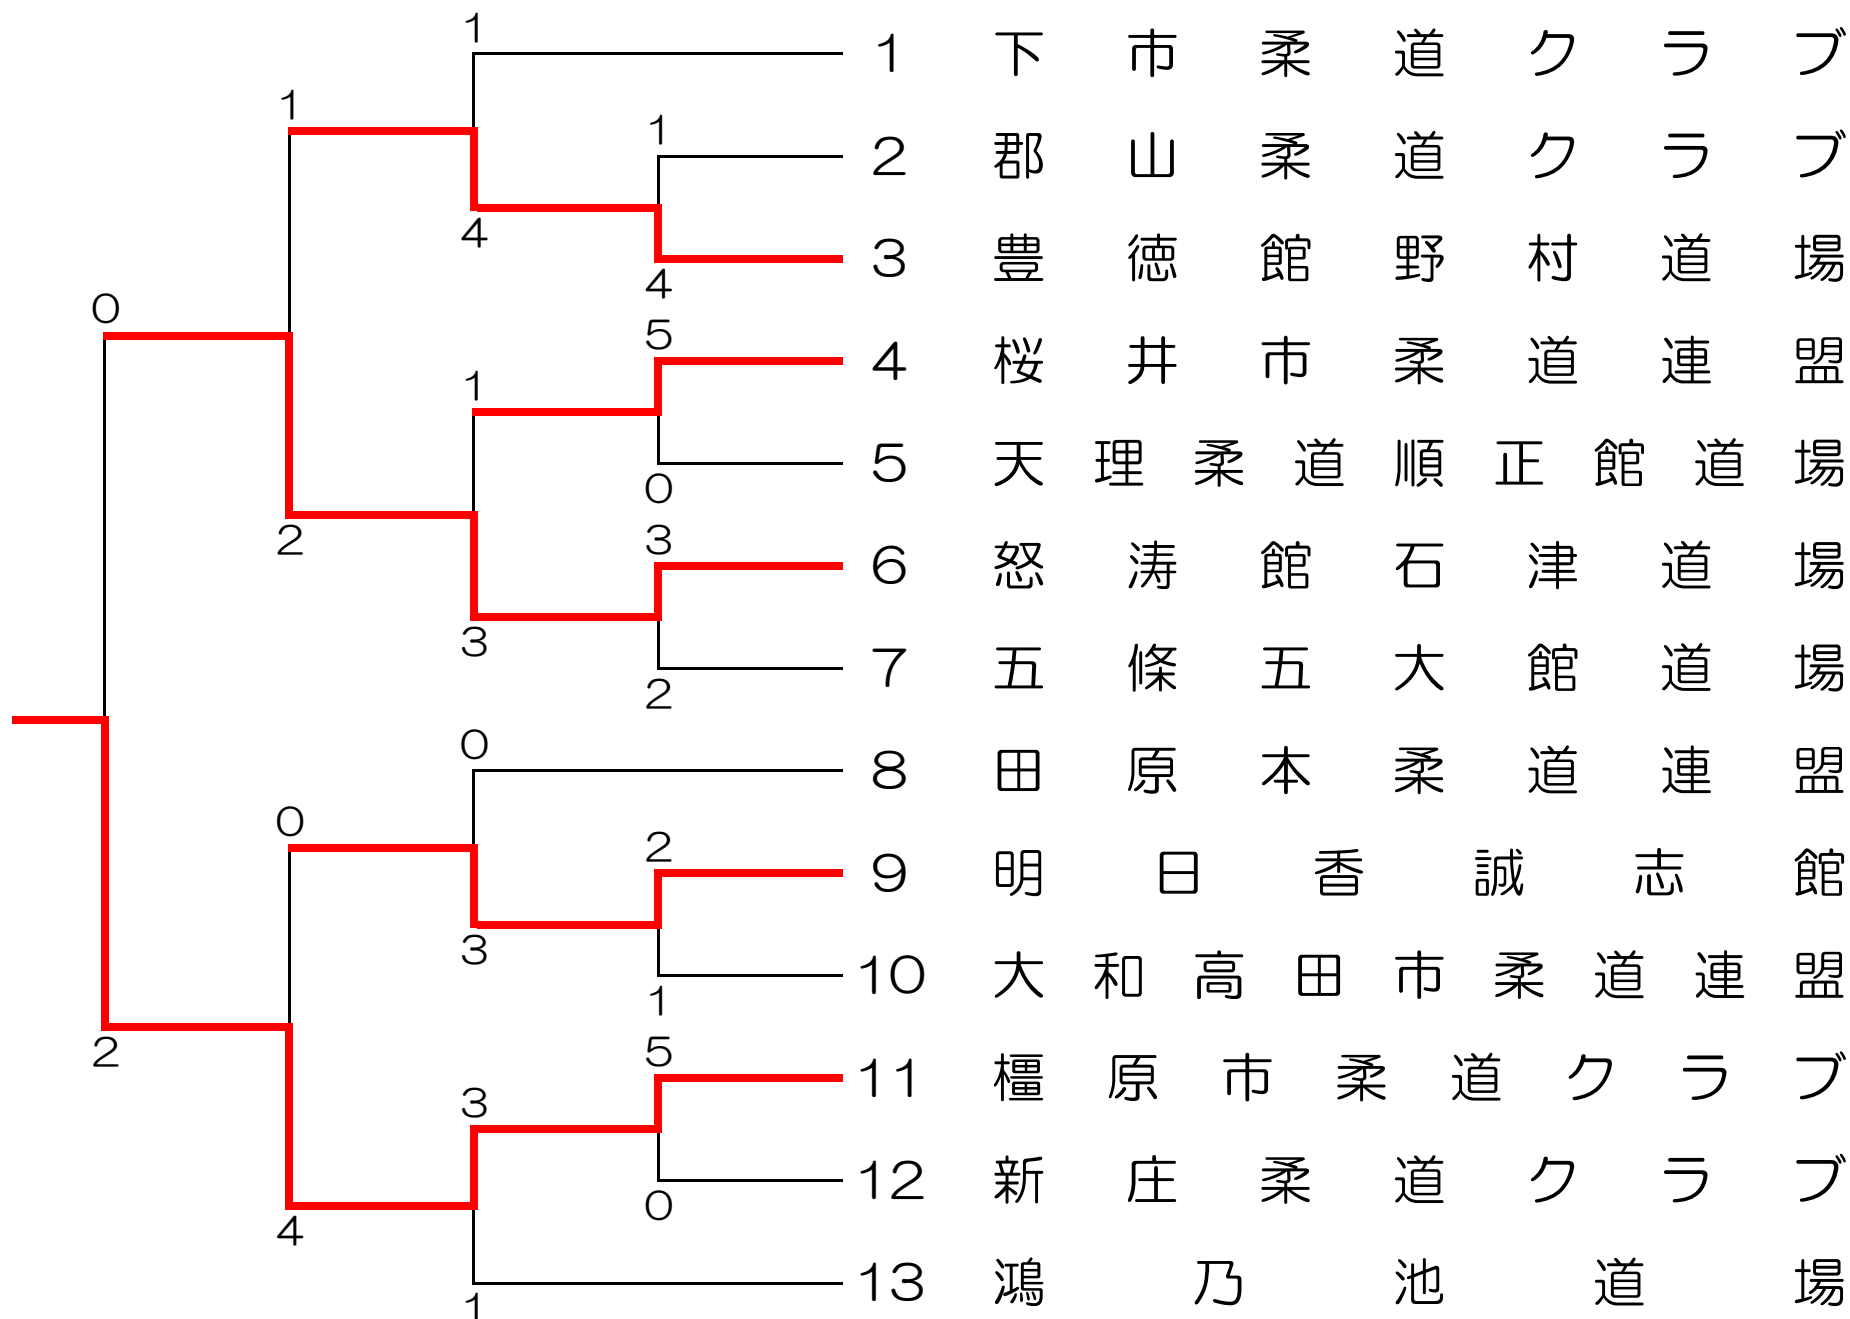 1
1 下市柔道クラブ
1
1
2 郡山柔道クラブ
4
3 豊徳館野村道場
4
0
5
4 桜井市柔道連盟
1
5 天理柔道順正館道場
0
2
3
6 怒涛館石津道場
3
7 五條五大館道場
2
0
8 田原本柔道連盟
0
2
9 明日香誠志館
3
10 大和高田市柔道連盟
1
2
5
11 橿原市柔道クラブ
3
12 新庄柔道クラブ
0
4
13 鴻乃池道場
1